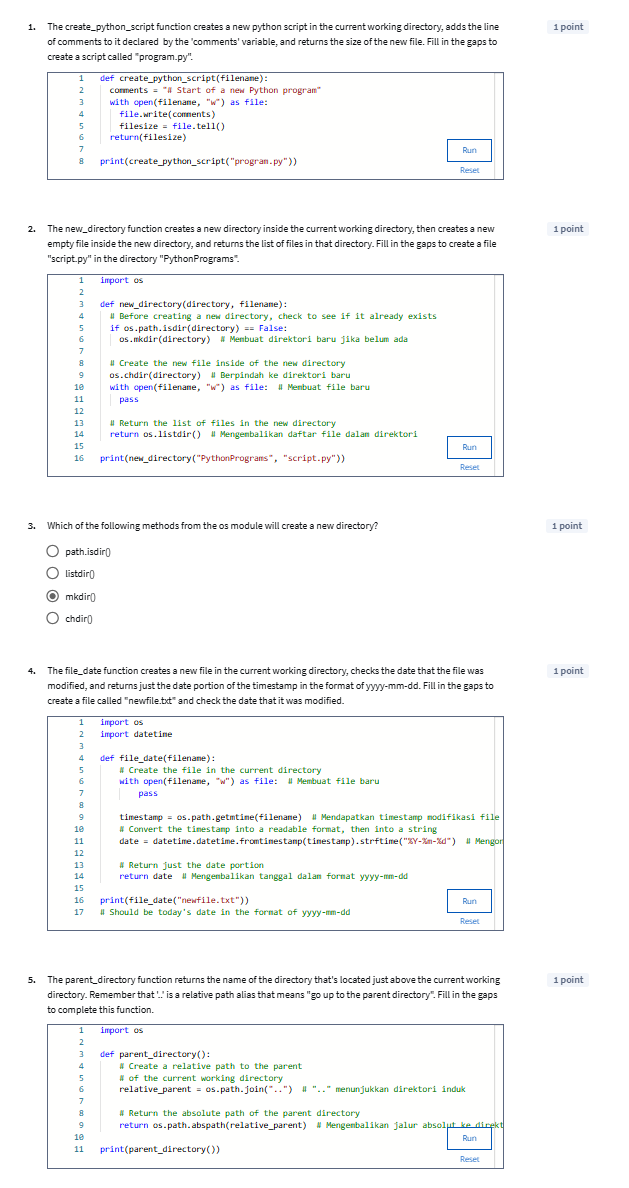 1. The create_python_script function creates a new python script in the current working directory, adds the line 1 point
of comments to it declared by the 'comments' variable, and returns the size of the new file. Fill in the gaps to
create a script called "program.py".
1 def create_python_script(filename):
2 comments = "# Start of a new Python program"
3 with open(filename, "w") as file:
4 file.write(comments)
5 filesize = file.tell()
6 return(filesize)
7
8 print(create_python_script("program.py"))
Run
Reset
2. The new_directory function creates a new directory inside the current working directory, then creates a new 1 point
empty file inside the new directory, and returns the list of files in that directory. Fill in the gaps to create a file
"script.py" in the directory "PythonPrograms".
1 import os
2
3 def new_directory(directory, filename):
4 # Before creating a new directory, check to see if it already exists
5 if os.path.isdir(directory) == False:
6 os.mkdir(directory) # Membuat direktori baru jika belum ada
7
8 # Create the new file inside of the new directory
9 os.chdir(directory) # Berpindah ke direktori baru
10 with open(filename, "w") as file: # Membuat file baru
11 pass
12
13 # Return the list of files in the new directory
14 return os.listdir() # Mengembalikan daftar file dalam direktori
15
16 print(new_directory("PythonPrograms", "script.py"))
Run
Reset
3. Which of the following methods from the os module will create a new directory? 1 point
path.isdir()
listdir()
mkdir()
chdir()
4. The file_date function creates a new file in the current working directory, checks the date that the file was 1 point
modified, and returns just the date portion of the timestamp in the format of yyyy-mm-dd. Fill in the gaps to
create a file called "newfile.txt" and check the date that it was modified.
1 import os
2 import datetime
3
4 def file_date(filename):
5 # Create the file in the current directory
6 with open(filename, "w") as file: # Membuat file baru
7 pass
8
9 timestamp = os.path.getmtime(filename) # Mendapatkan timestamp modifikasi file
10 # Convert the timestamp into a readable format, then into a string
11 date = datetime.datetime.fromtimestamp(timestamp).strftime("%Y-%m-%d") # Mengon
12
13 # Return just the date portion
14 return date # Mengembalikan tanggal dalam format yyyy-mm-dd
15
16 print(file_date("newfile.txt"))
17 # Should be today's date in the format of yyyy-mm-dd
Run
Reset
5. The parent_directory function returns the name of the directory that's located just above the current working 1 point
directory. Remember that '..' is a relative path alias that means "go up to the parent directory". Fill in the gaps
to complete this function.
1 import os
2
3 def parent_directory():
4 # Create a relative path to the parent
5 # of the current working directory
6 relative_parent = os.path.join("..") # ".." menunjukkan direktori induk
7
8 # Return the absolute path of the parent directory
9 return os.path.abspath(relative_parent) # Mengembalikan jalur absolut ke direkt
10
11 print(parent_directory())
Run
Reset